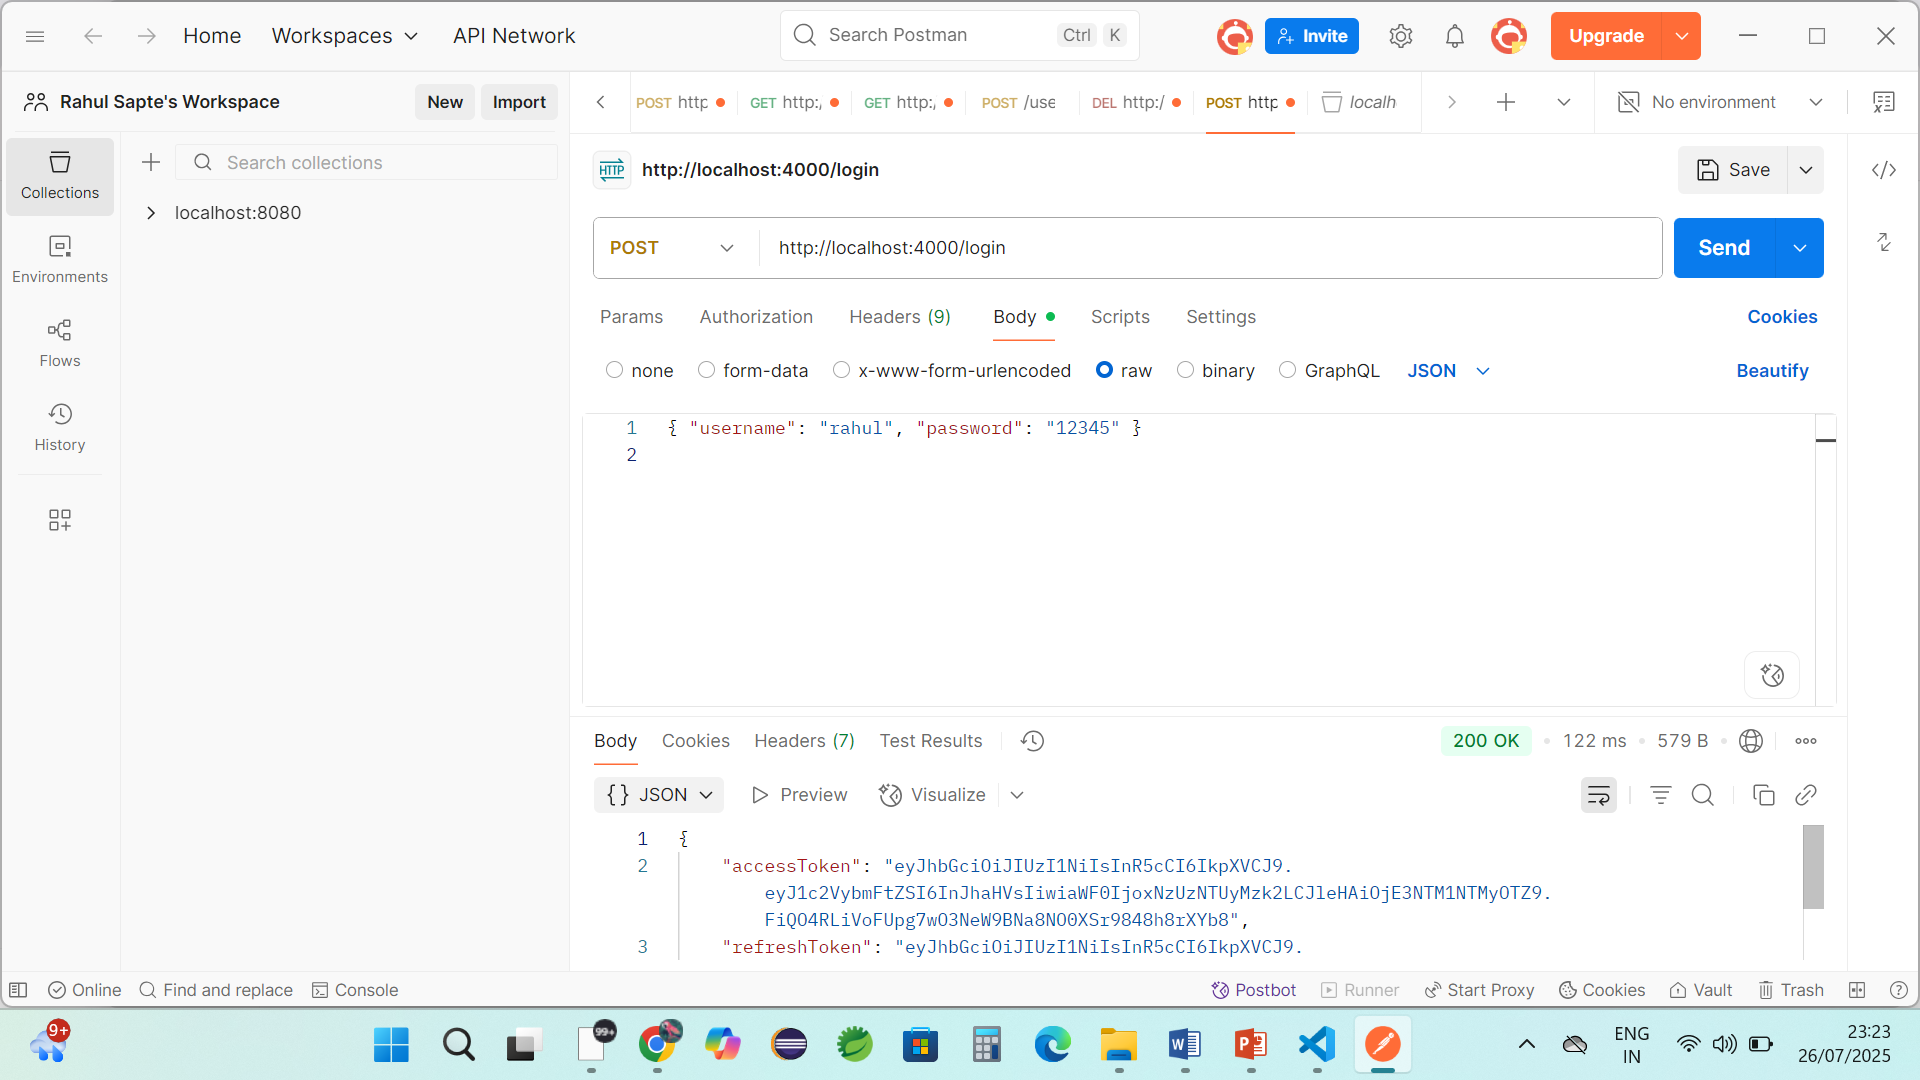 Home
Workspaces
API Network
Search Postman
Ctrl
K
Invite
Upgrade
Rahul Sapte's Workspace
New
Import
POST http
GET http:/
GET http:/
POST /use
DEL http:/
POST http
localh
No environment
Collections
Search collections
localhost:8080
Environments
Flows
History
HTTP
http://localhost:4000/login
Save
POST
http://localhost:4000/login
Send
Params
Authorization
Headers (9)
Body
Scripts
Settings
Cookies
none
form-data
x-www-form-urlencoded
raw
binary
GraphQL
JSON
Beautify
1 { "username": "rahul", "password": "12345" }
2
Body
Cookies
Headers (7)
Test Results
200 OK
122 ms
579 B
{} JSON
Preview
Visualize
1 {
2 "accessToken": "eyJhbGciOiJIUzI1NiIsInR5cCI6IkpXVCJ9.
eyJ1c2VybmFtZSI6InJhaHVsIiwiaWF0IjoxNzUzNTUyMzk2LCJleHAiOjE3NTM1NTMyOTZ9.
FiQO4RLiVoFUpg7wO3NeW9BNa8NO0XSr9848h8rXYb8",
3 "refreshToken": "eyJhbGciOiJIUzI1NiIsInR5cCI6IkpXVCJ9.
Online
Find and replace
Console
Postbot
Runner
Start Proxy
Cookies
Vault
Trash
9+
99+
ENG
IN
23:23
26/07/2025